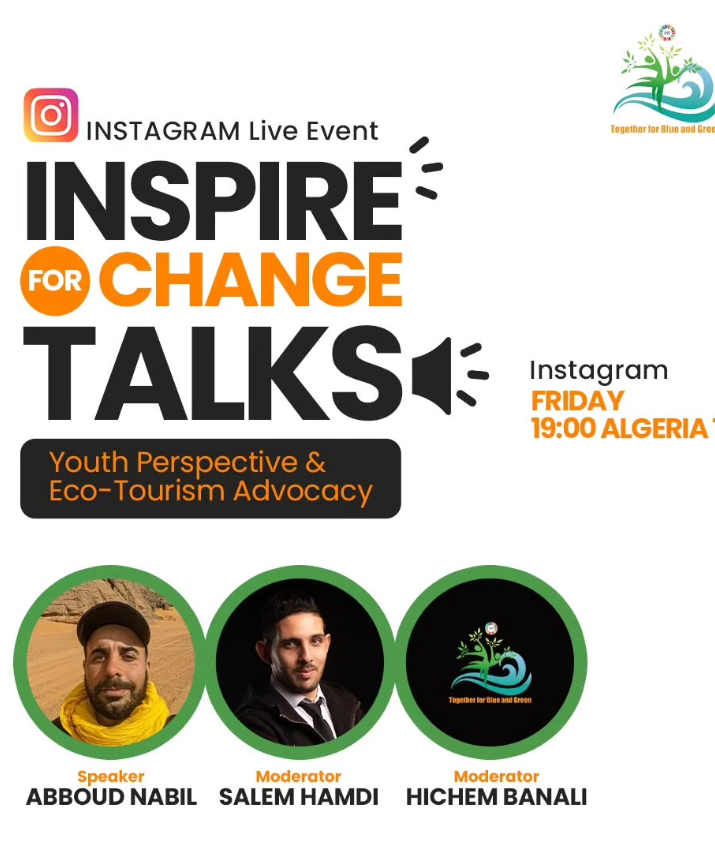 Together for Blue and Green
INSTAGRAM Live Event
INSPIRE
FOR CHANGE
TALKS
Instagram
FRIDAY
19:00 ALGERIA
Youth Perspective &
Eco-Tourism Advocacy
Together for Blue and Green
Speaker
ABBOUD NABIL
Moderator
SALEM HAMDI
Moderator
HICHEM BANALI